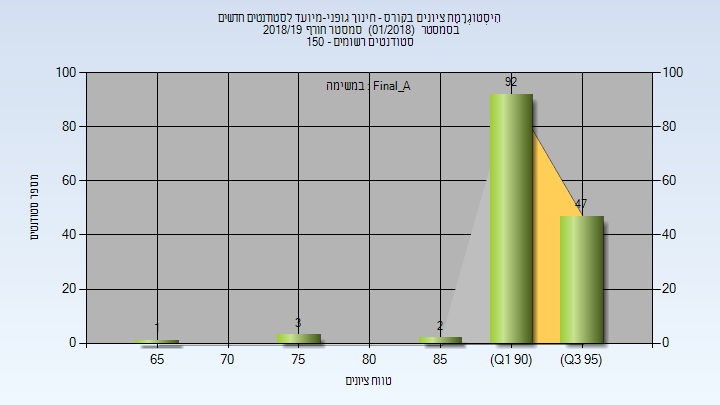 היסטוגרמת ציונים בקורס - חינוך גופני-מיועד לסטודנטים חדשים
בסמסטר (01/2018) סמסטר חורף 2018/19
סטודנטים רשומים - 150
במשימה : Final_A
100 100
92
80 80
60 60
47
40 40
20 20
1 3 2
0 0
65 70 75 80 85 (Q1 90) (Q3 95)
מספר סטודנטים
טווח ציונים